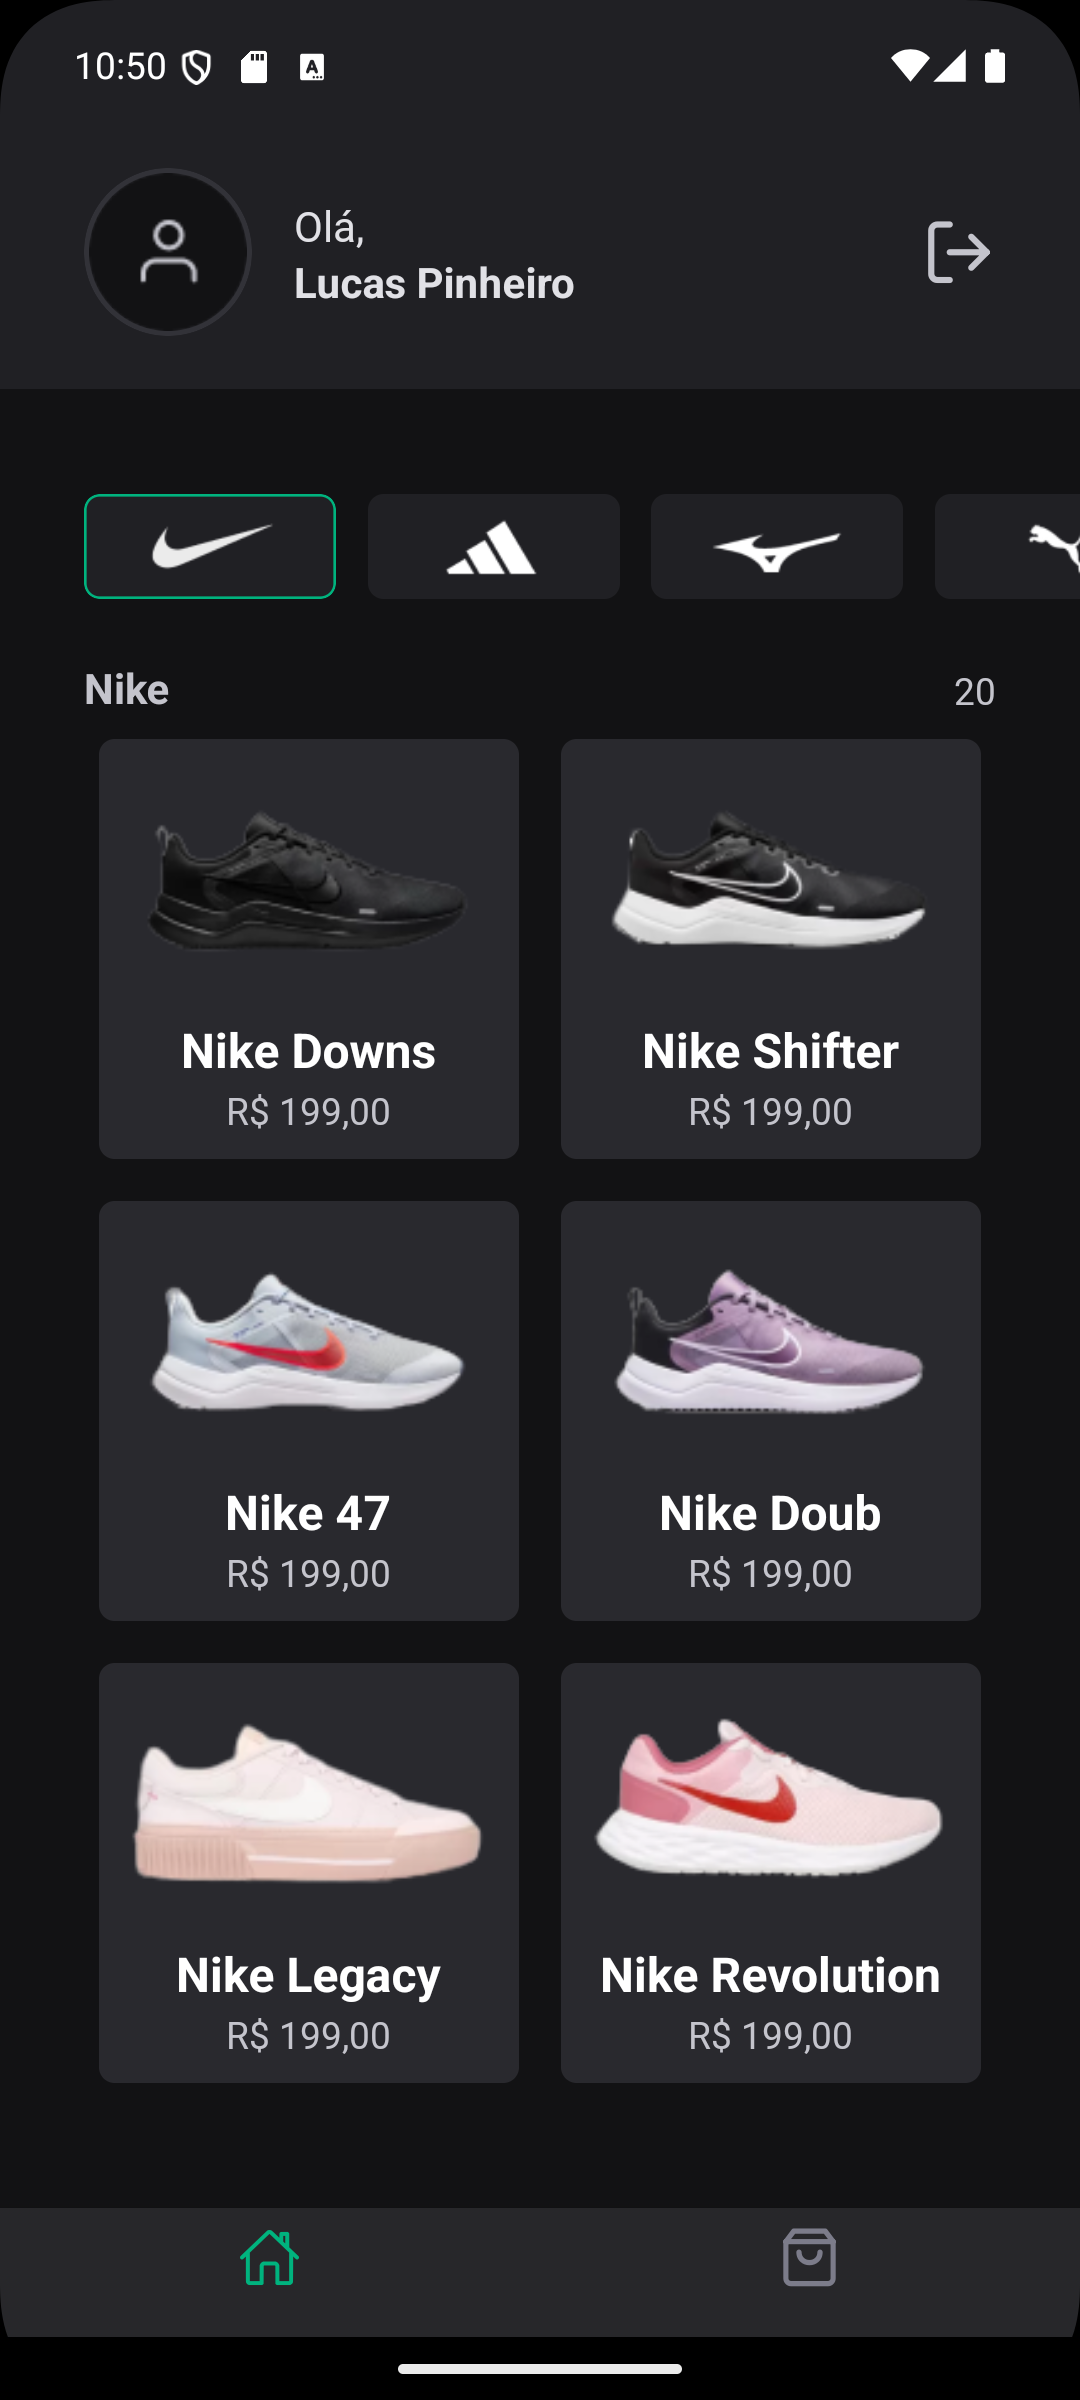 10:50
Olá,
Lucas Pinheiro
Nike
20
Nike Downs
R$ 199,00
Nike Shifter
R$ 199,00
Nike 47
R$ 199,00
Nike Doub
R$ 199,00
Nike Legacy
R$ 199,00
Nike Revolution
R$ 199,00